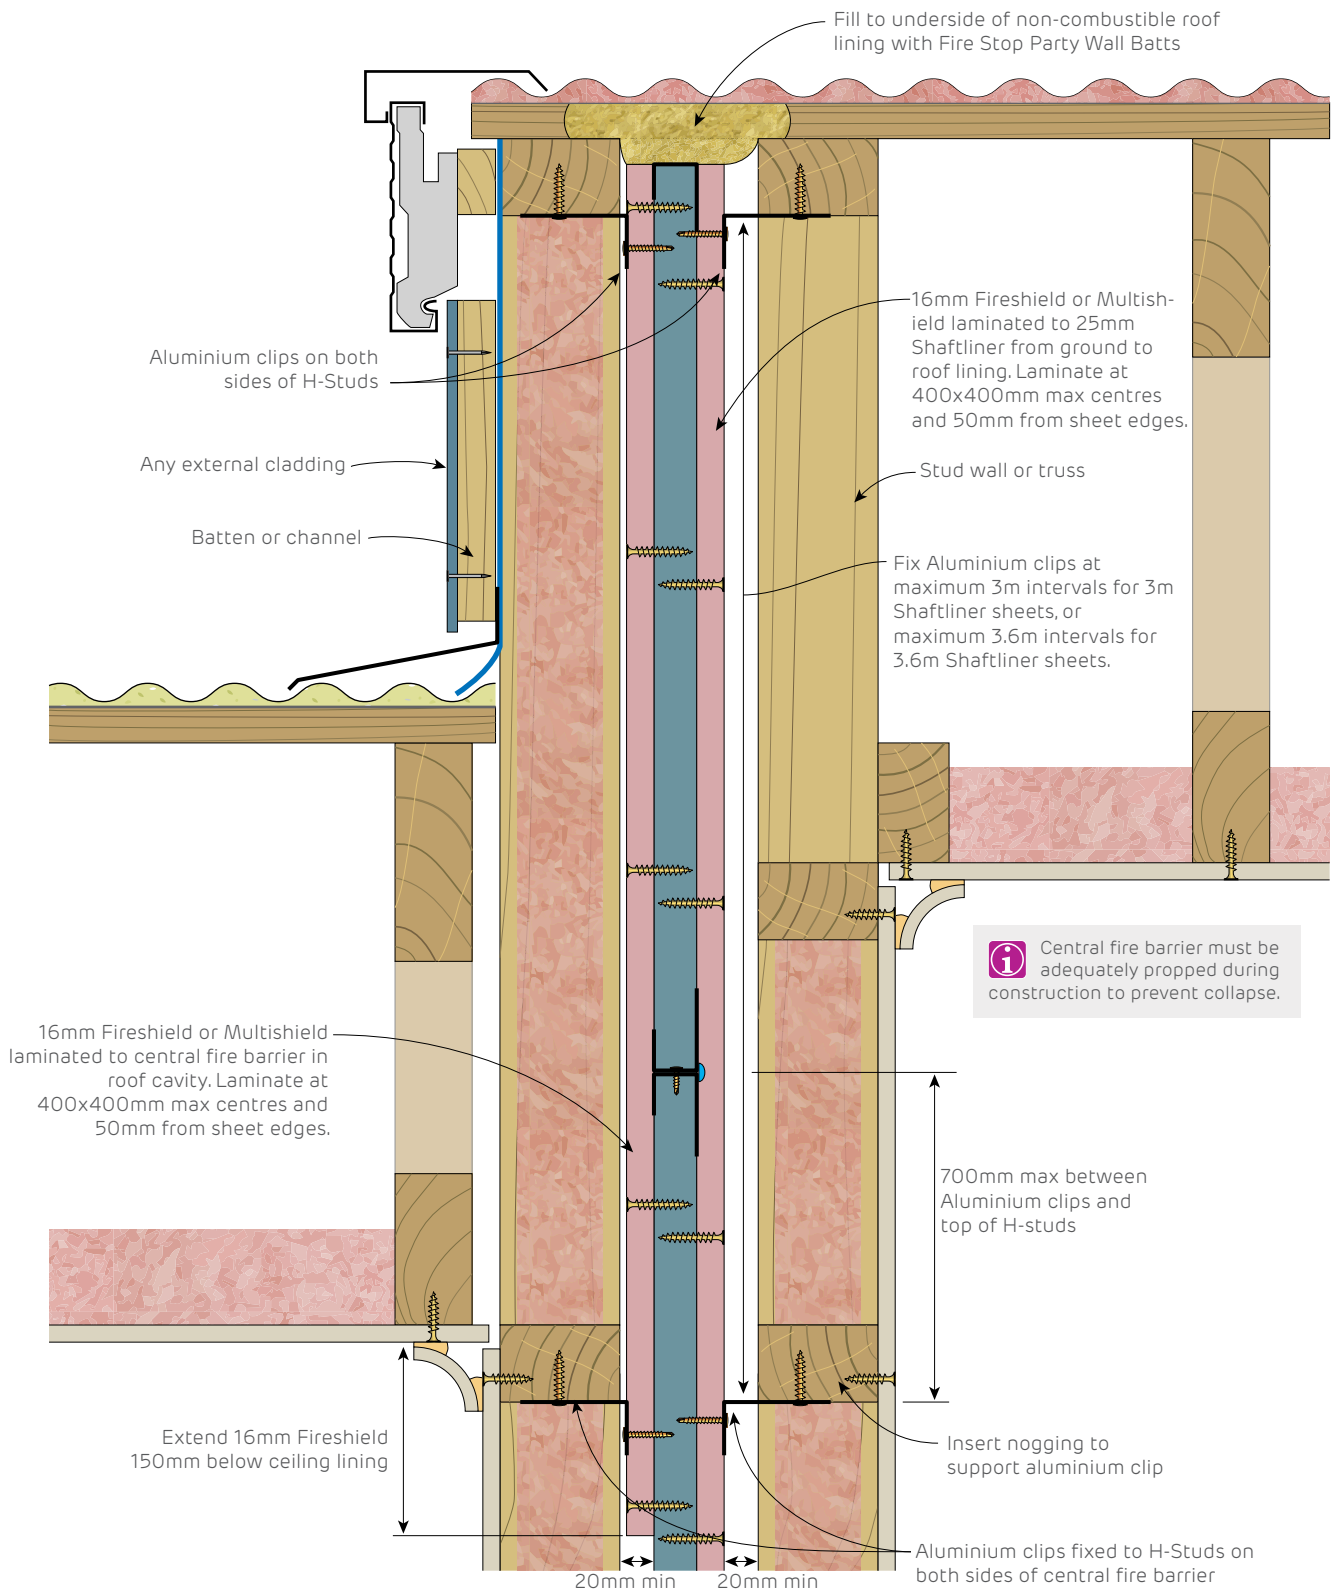 Fill to underside of non-combustible roof
lining with Fire Stop Party Wall Batts
16mm Fireshield or Multish-
ield laminated to 25mm
Shaftliner from ground to
roof lining. Laminate at
400x400mm max centres
and 50mm from sheet edges.
Aluminium clips on both
sides of H-Studs
Any external cladding
Stud wall or truss
Batten or channel
Fix Aluminium clips at
maximum 3m intervals for 3m
Shaftliner sheets, or
maximum 3.6m intervals for
3.6m Shaftliner sheets.
i
Central fire barrier must be
adequately propped during
construction to prevent collapse.
16mm Fireshield or Multishield
laminated to central fire barrier in
roof cavity. Laminate at
400x400mm max centres and
50mm from sheet edges.
700mm max between
Aluminium clips and
top of H-studs
Extend 16mm Fireshield
150mm below ceiling lining
Insert nogging to
support aluminium clip
Aluminium clips fixed to H-Studs on
both sides of central fire barrier
20mm min
20mm min